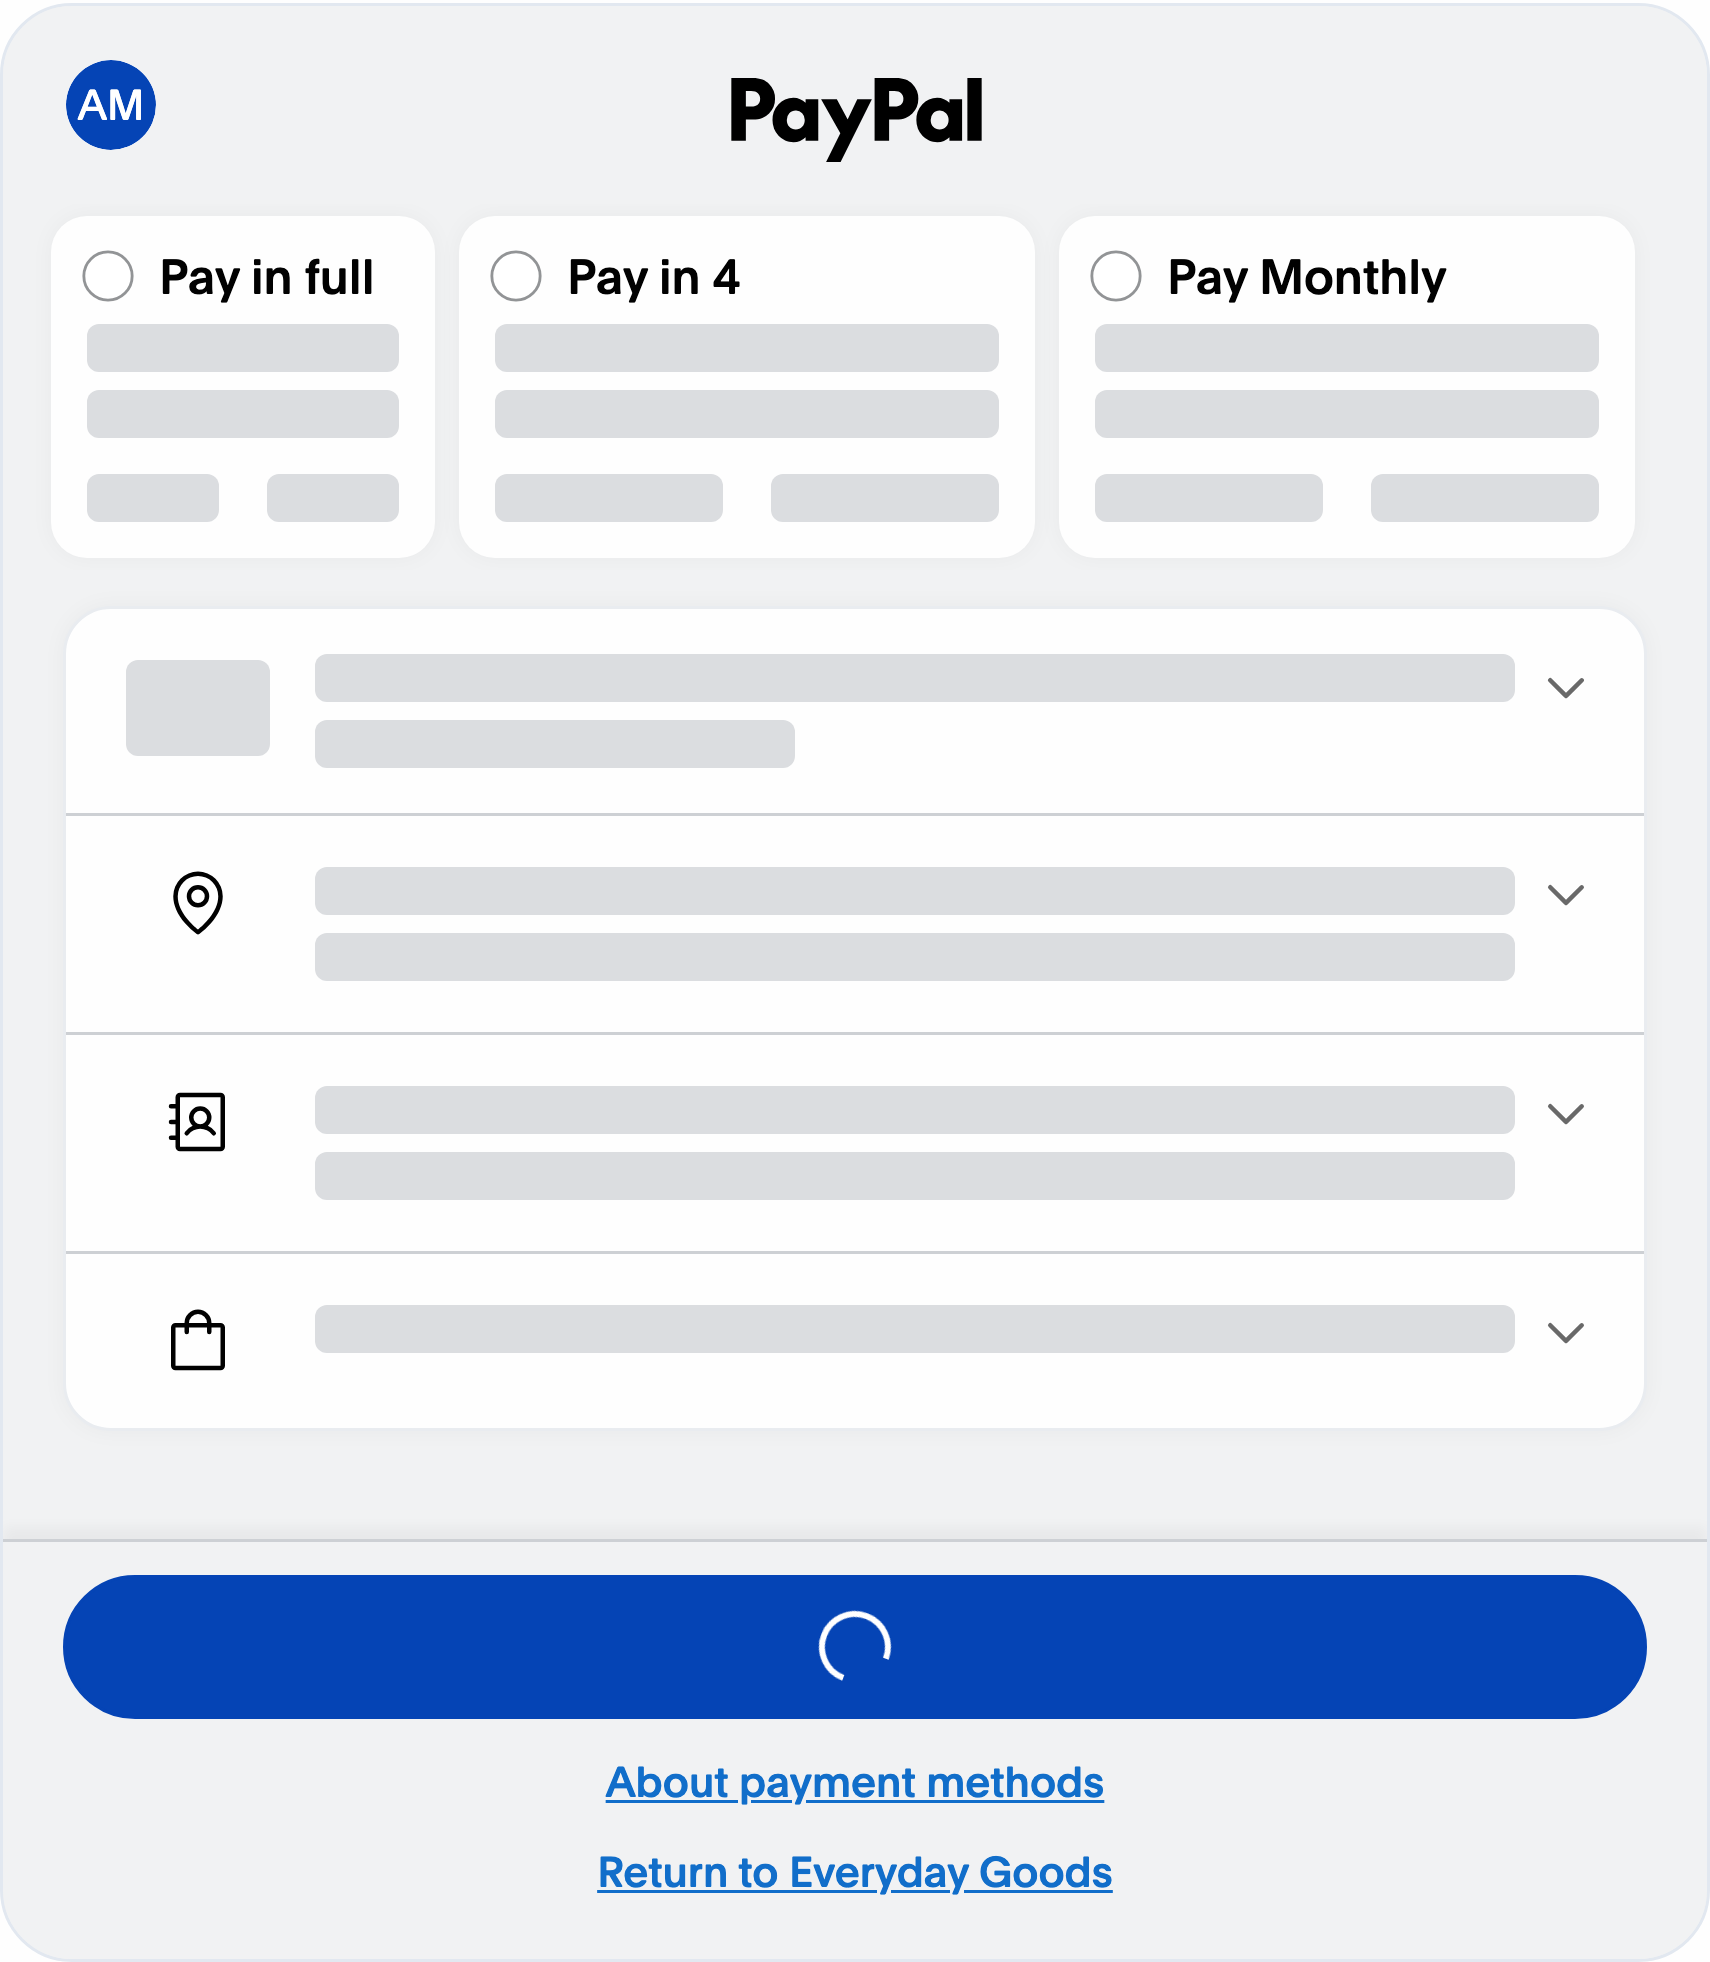 AM
PayPal
Pay in full
Pay in 4
Pay Monthly
About payment methods
Return to Everyday Goods